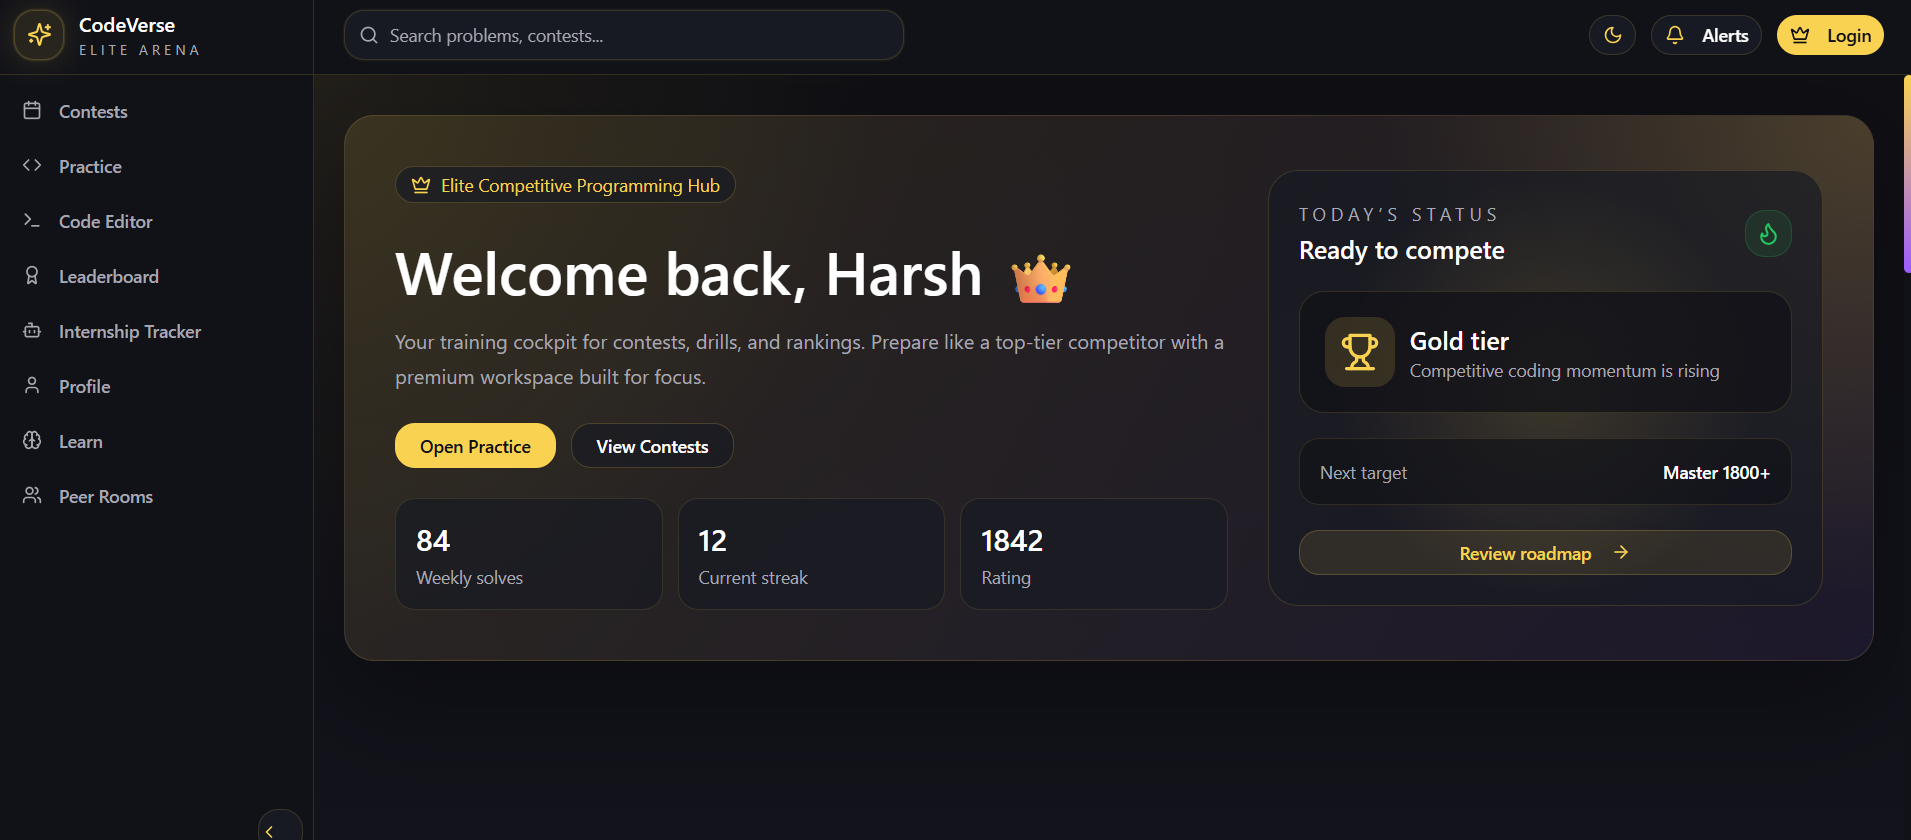 CodeVerse
ELITE ARENA
Search problems, contests...
Alerts
Login
Contests
Practice
Code Editor
Leaderboard
Internship Tracker
Profile
Learn
Peer Rooms
Elite Competitive Programming Hub
Welcome back, Harsh
Your training cockpit for contests, drills, and rankings. Prepare like a top-tier competitor with a
premium workspace built for focus.
Open Practice
View Contests
84
Weekly solves
12
Current streak
1842
Rating
TODAY'S STATUS
Ready to compete
Gold tier
Competitive coding momentum is rising
Next target
Master 1800+
Review roadmap